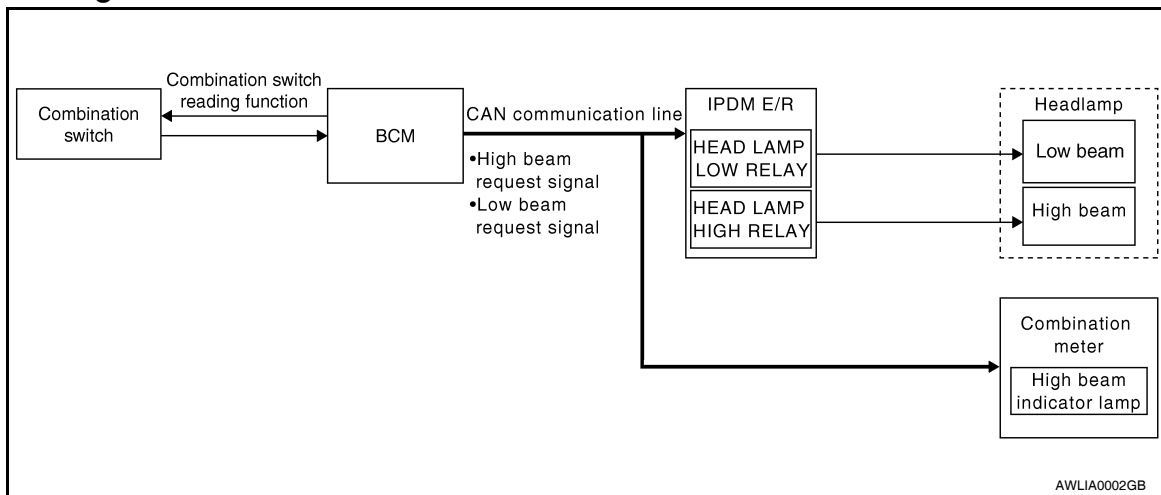 Combination
switch
Combination switch
reading function
BCM
CAN communication line
•High beam
request signal
•Low beam
request signal
IPDM E/R
HEAD LAMP
LOW RELAY
HEAD LAMP
HIGH RELAY
Headlamp
Low beam
High beam
Combination
meter
High beam
indicator lamp
AWLIA0002GB